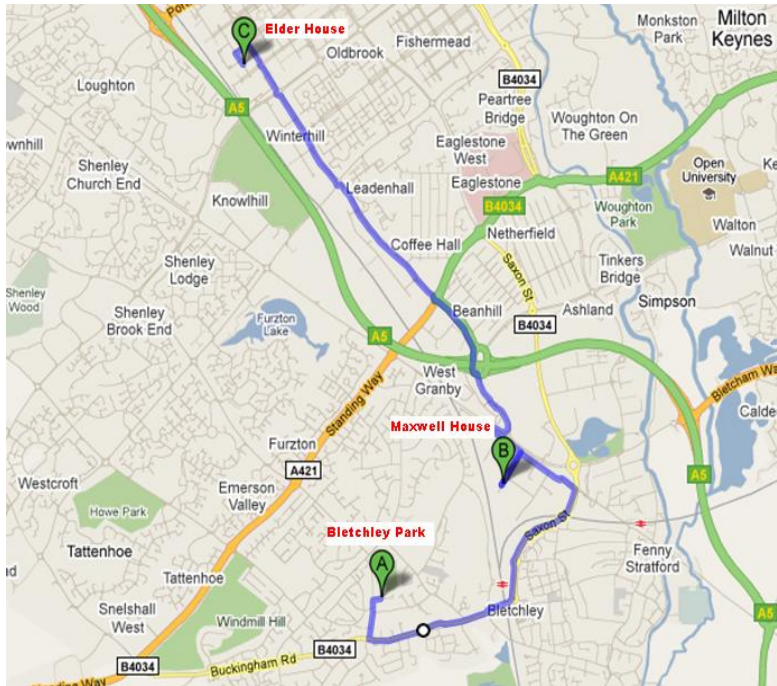 Elder House
C
Oldbrook
Fishermead
Monkston
Park
Milton
Keynes
B4034
Loughton
A5
Peartree
Bridge
Woughton On
The Green
Winterhill
Eaglestone
West
Shenley
Church End
Leadenhall
Eaglestone
A421
Open
University
Knowlhill
B4034
Woughton
Park
Walton
Netherfield
Coffee Hall
Walnut
Shenley
Lodge
Saxon St
Tinkers
Bridge
Shenley
Wood
Simpson
Shenley
Brook End
Furzton
Lake
Beanhill
Ashland
B4034
A5
West
Granby
Standing Way
Bletcham Wa
Calde
Maxwell House
B
Furzton
A421
Westcroft
Emerson
Valley
A5
Howe Park
Saxon St
Bletchley Park
Tattenhoe
A
Fenny
Stratford
Tattenhoe
Snelshall
West
Windmill Hill
Bletchley
A5
B4034
Buckingham Rd
B4034